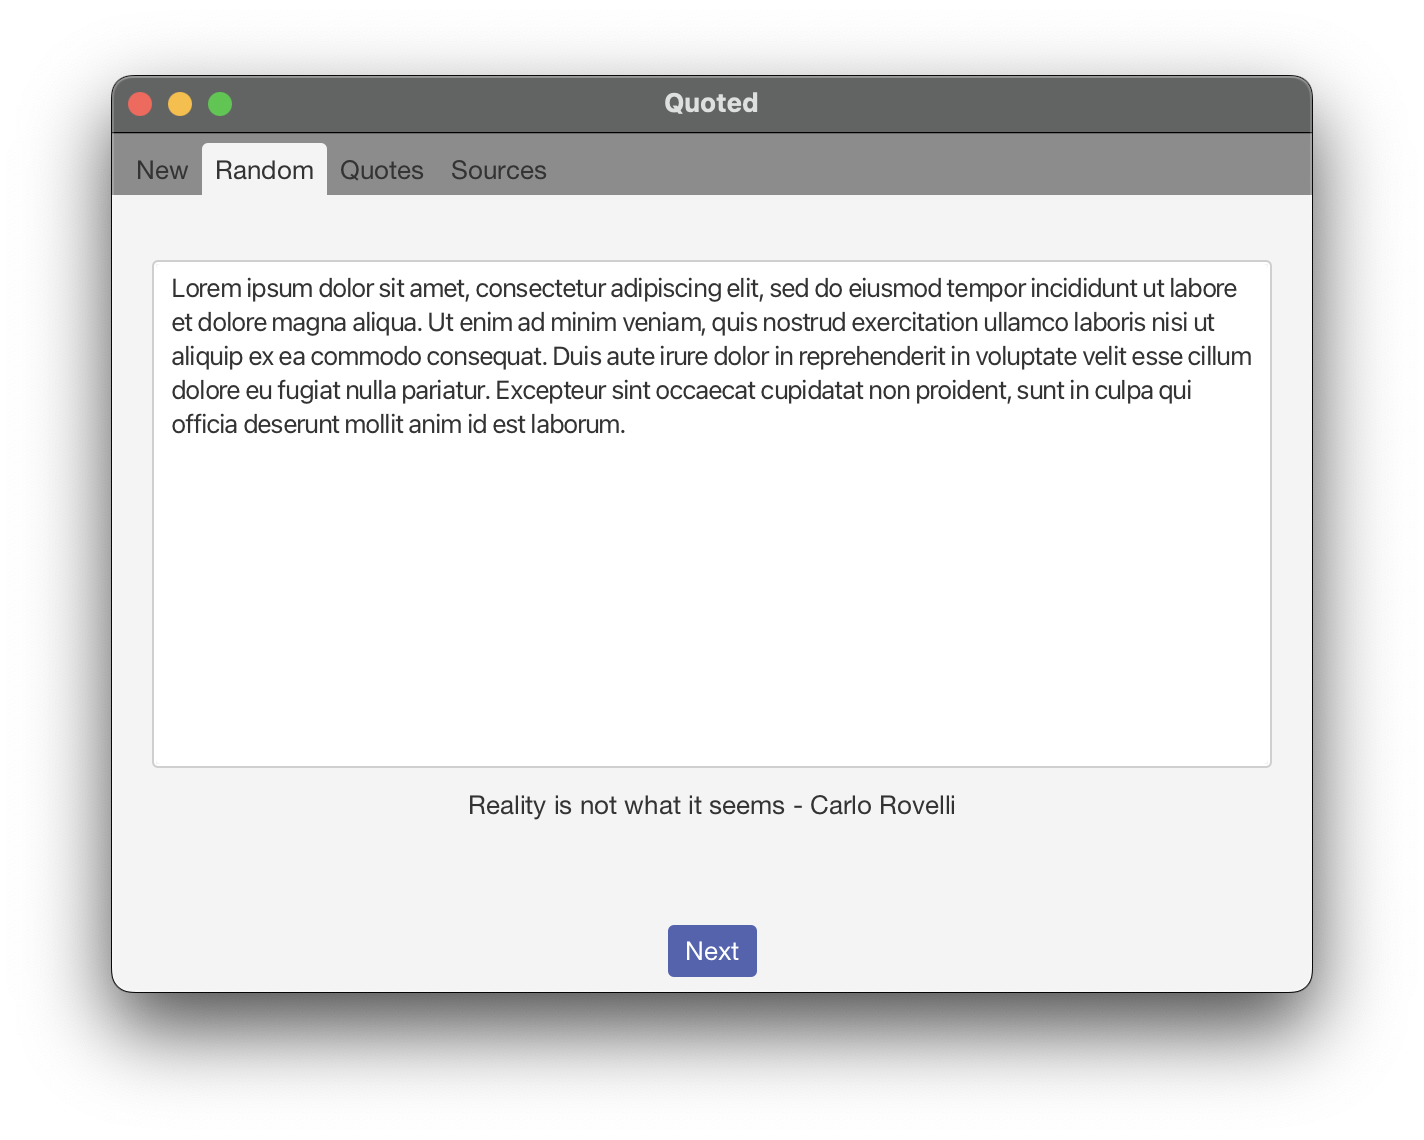 Quoted
New Random Quotes Sources
Lorem ipsum dolor sit amet, consectetur adipiscing elit, sed do eiusmod tempor incididunt ut labore
et dolore magna aliqua. Ut enim ad minim veniam, quis nostrud exercitation ullamco laboris nisi ut
aliquip ex ea commodo consequat. Duis aute irure dolor in reprehenderit in voluptate velit esse cillum
dolore eu fugiat nulla pariatur. Excepteur sint occaecat cupidatat non proident, sunt in culpa qui
officia deserunt mollit anim id est laborum.
Reality is not what it seems - Carlo Rovelli
Next